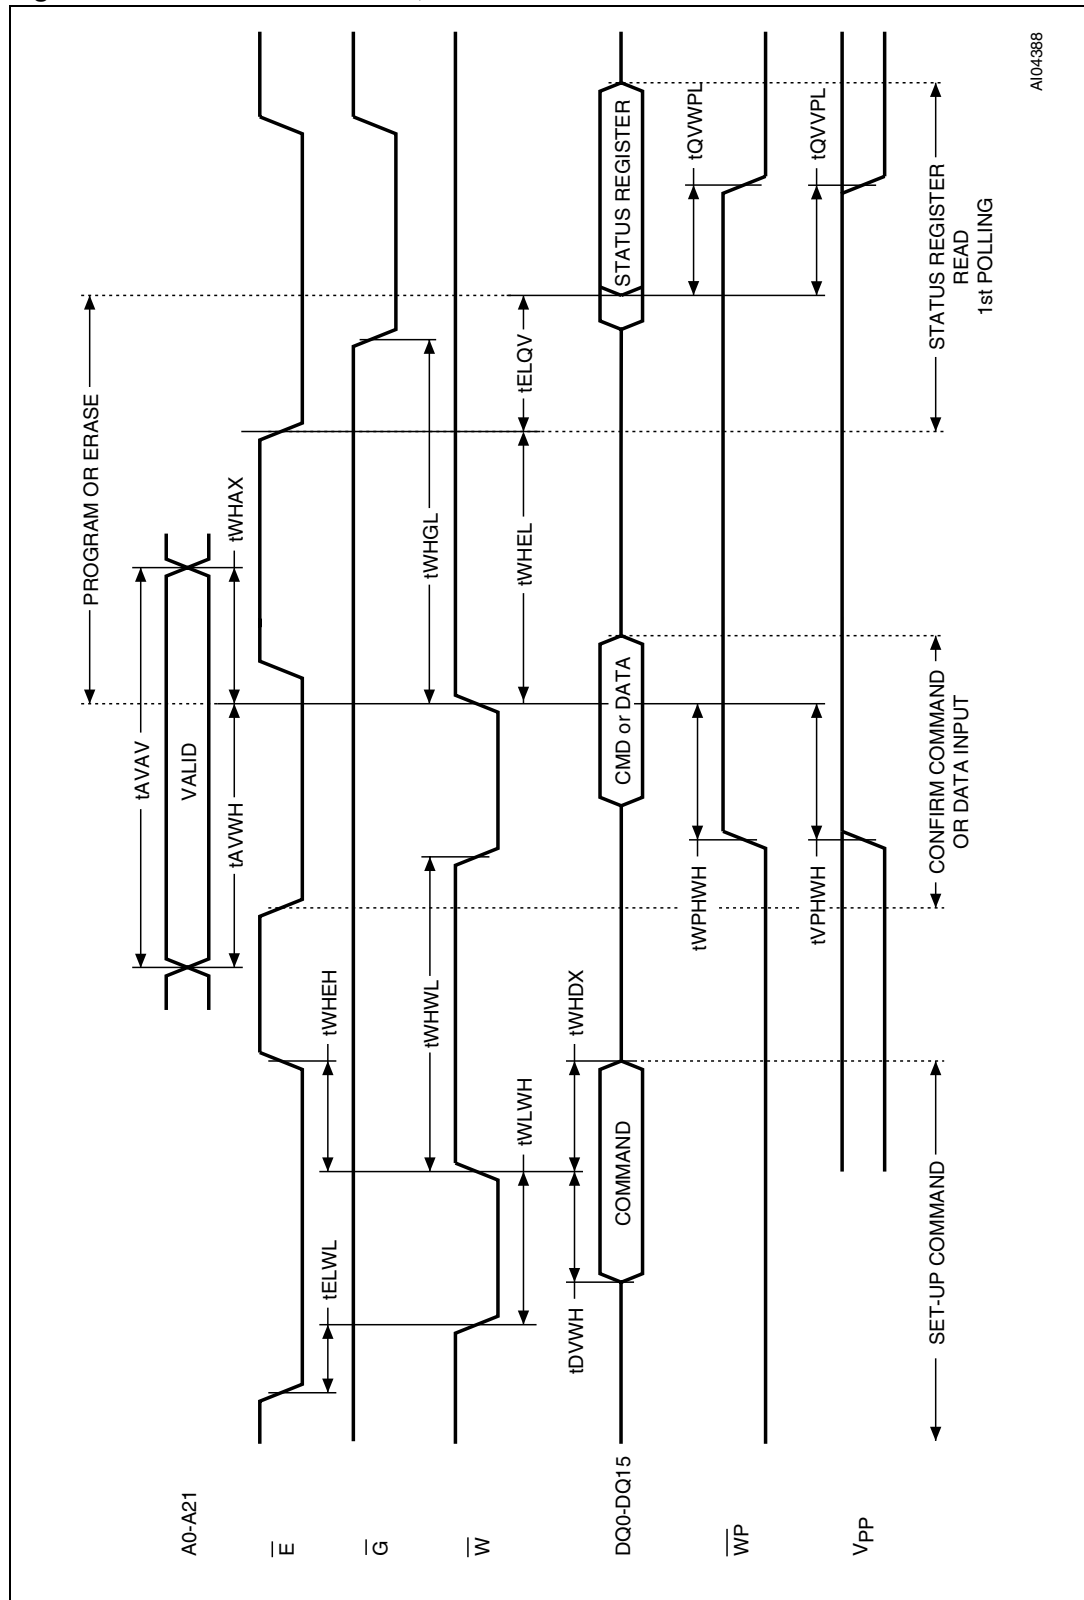 tAVAV
PROGRAM OR ERASE
A0-A21
VALID
tAVWH
tWHAX
E
tELWL
tWHEH
G
tWHWL
tWHGL
W
tWLWH
tWHEL
tELQV
tDVWH
tWHDX
DQ0-DQ15
COMMAND
CMD or DATA
STATUS REGISTER
tWPHWH
tQVWPL
WP
tVPHWH
tQVVPL
VPP
SET-UP COMMAND
CONFIRM COMMAND
OR DATA INPUT
STATUS REGISTER
READ
1st POLLING
AI04388